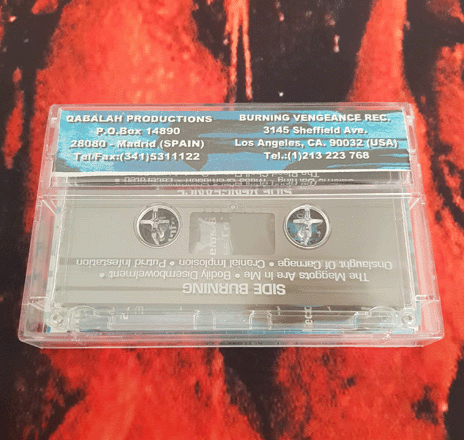 QABALAH PRODUCTIONS
P.O.Box 14890
28080 - Madrid (SPAIN)
Tel/Fax:(341)5311122
BURNING VENGEANCE REC.
3145 Sheffield Ave.
Los Angeles, CA. 90032 (USA)
Tel.:(1)213 223 768
SIDE VENGEANCE
SIDE BURNING
The Maggots Are In Me • Bodily Disembowelment •
Onslaught Of Carnage • Cranial Implosion • Putrid Infestation